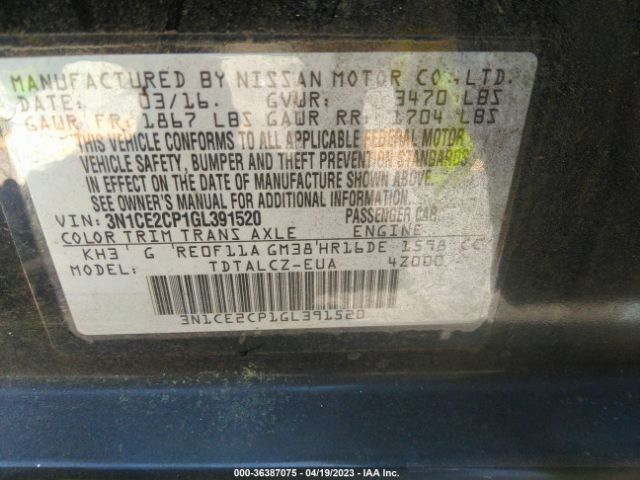 MANUFACTURED BY NISSAN MOTOR CO., LTD.
DATE: 03/16. GVWR: 3470 LBS
GAWR FR: 1867 LBS GAWR RR: 1704 LBS
THIS VEHICLE CONFORMS TO ALL APPLICABLE FEDERAL MOTOR
VEHICLE SAFETY, BUMPER AND THEFT PREVENTION STANDARDS
IN EFFECT ON THE DATE OF MANUFACTURE SHOWN ABOVE.
SEE OWNER'S MANUAL FOR ADDITIONAL INFORMATION.
VIN: 3N1CE2CP1GL391520 PASSENGER CAR
COLOR TRIM TRANS AXLE ENGINE
KH3 G RE0F11A GM38 HR16DE 1598 CC
MODEL: TDTALCZ-EUA 4Z000
3N1CE2CP1GL391520
000-36387075 - 04/19/2023 - IAA Inc.